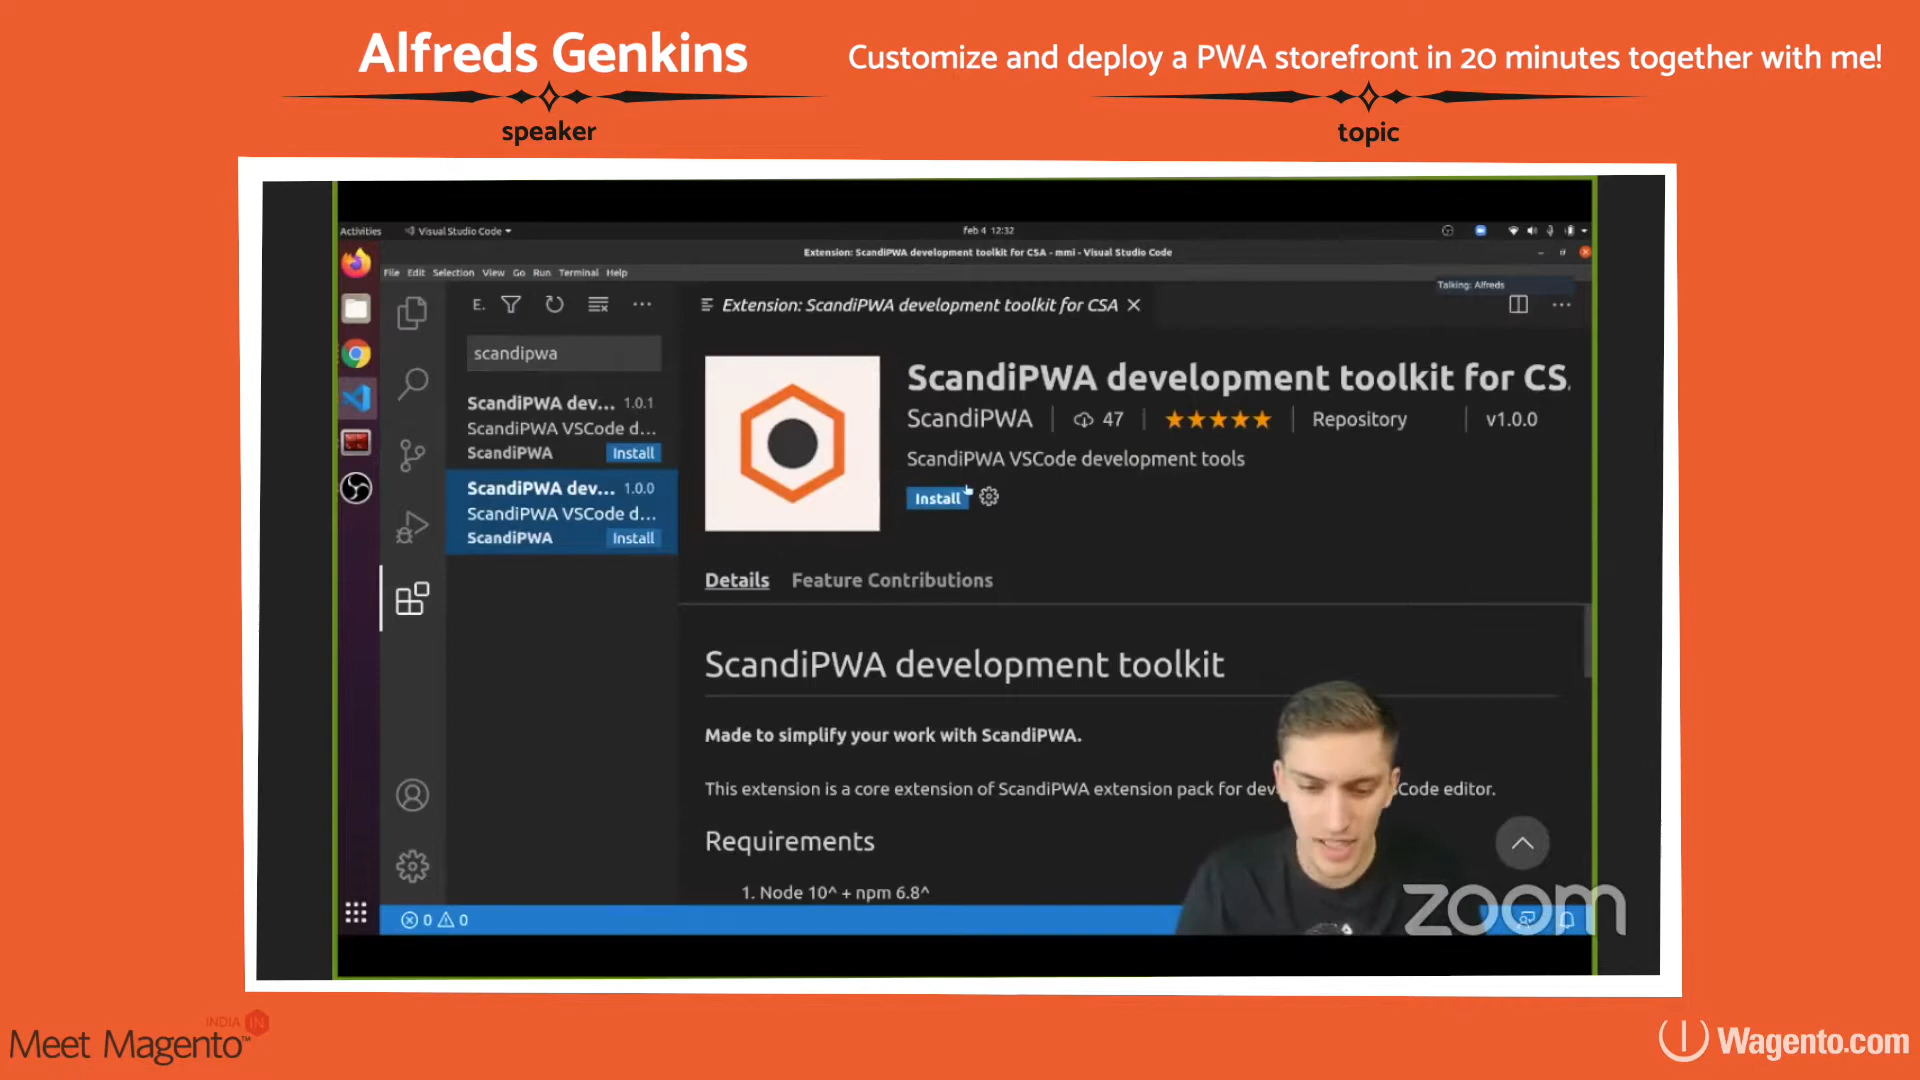 Alfreds Genkins
speaker
Customize and deploy a PWA storefront in 20 minutes together with me!
topic
Activities
Visual Studio Code
feb 4 12:32
Extension: ScandiPWA development toolkit for CSA - mmi - Visual Studio Code
File Edit Selection View Go Run Terminal Help
Talking: Alfreds
E.
Extension: ScandiPWA development toolkit for CSA
scandipwa
ScandiPWA dev... 1.0.1
ScandiPWA VSCode d...
ScandiPWA Install
ScandiPWA dev... 1.0.0
ScandiPWA VSCode d...
ScandiPWA Install
ScandiPWA development toolkit for CS
ScandiPWA 47 Repository v1.0.0
ScandiPWA VSCode development tools
Install
Details Feature Contributions
ScandiPWA development toolkit
Made to simplify your work with ScandiPWA.
This extension is a core extension of ScandiPWA extension pack for dev Code editor.
Requirements
1. Node 10^ + npm 6.8^
0 0
zoom
INDIA IN
Meet Magento™
Wagento.com